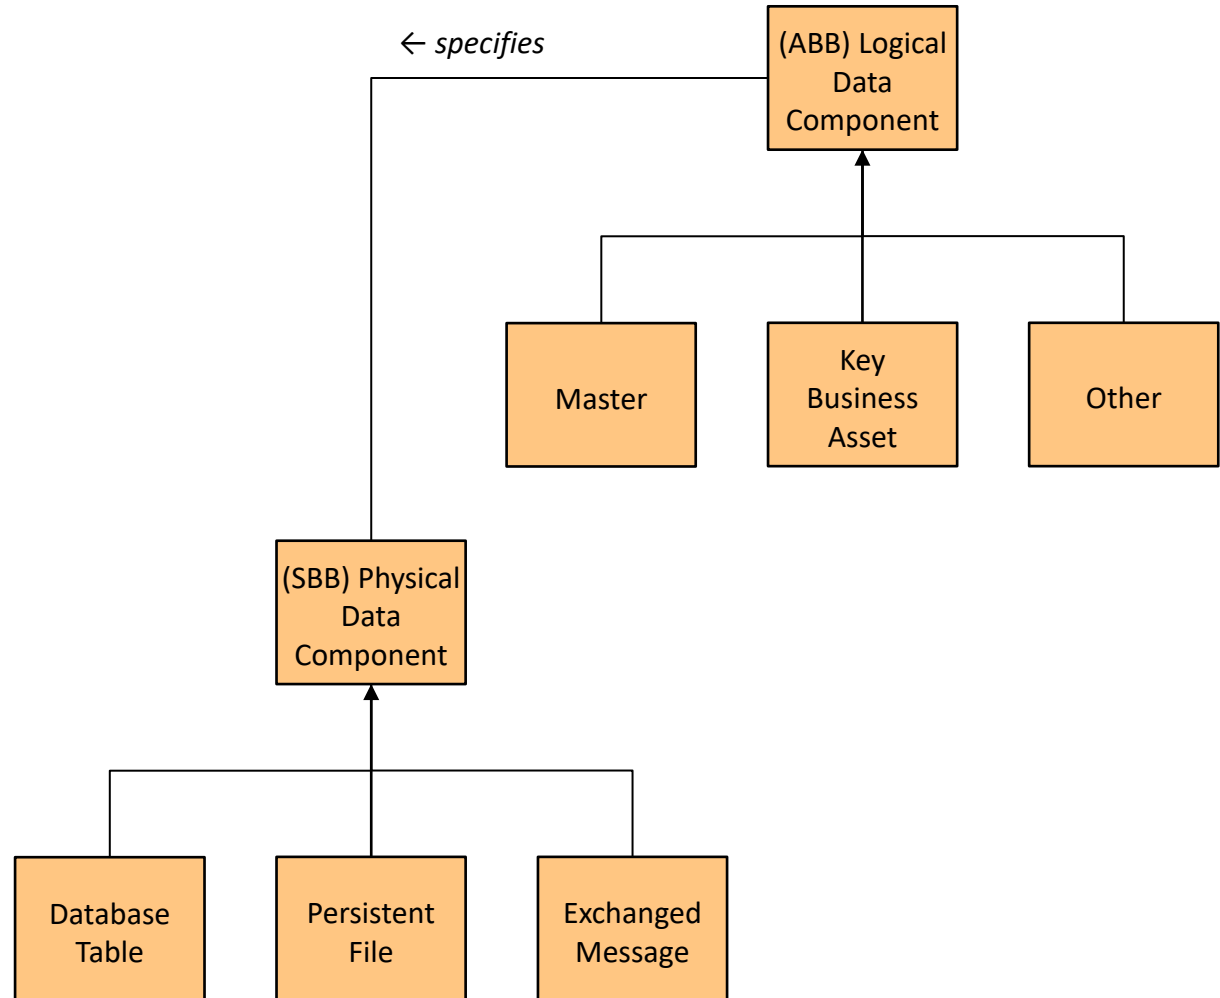 ← specifies
(ABB) Logical
Data
Component
Master
Key
Business
Asset
Other
(SBB) Physical
Data
Component
Database
Table
Persistent
File
Exchanged
Message